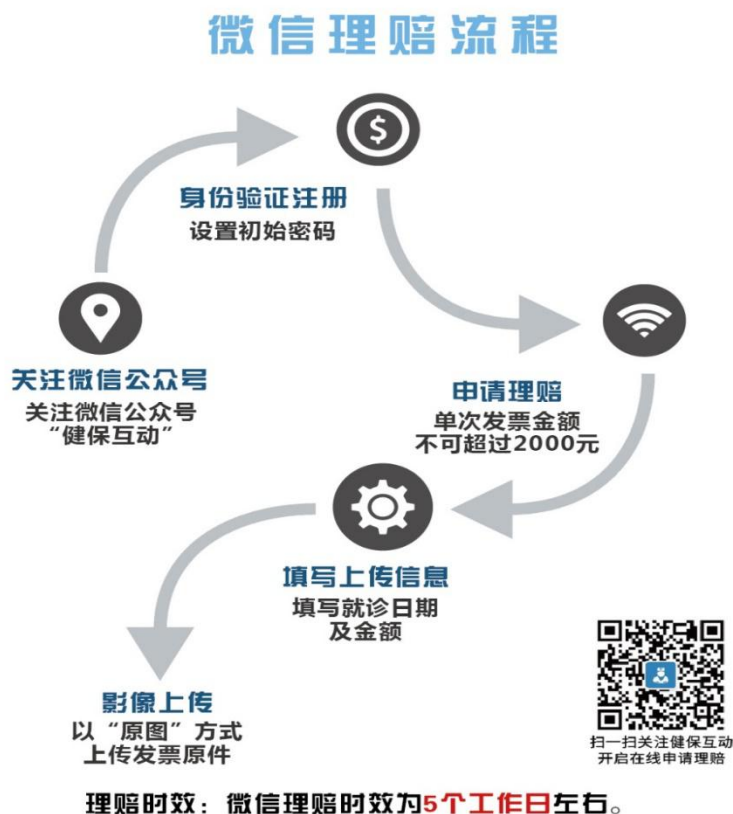 微信理赔流程
$
身份验证注册
设置初始密码
关注微信公众号
关注微信公众号
“健保互动”
申请理赔
单次发票金额
不可超过2000元
填写上传信息
填写就诊日期
及金额
影像上传
以“原图”方式
上传发票原件
扫一扫关注健保互动
开启在线申请理赔
理赔时效：微信理赔时效为5个工作日左右。